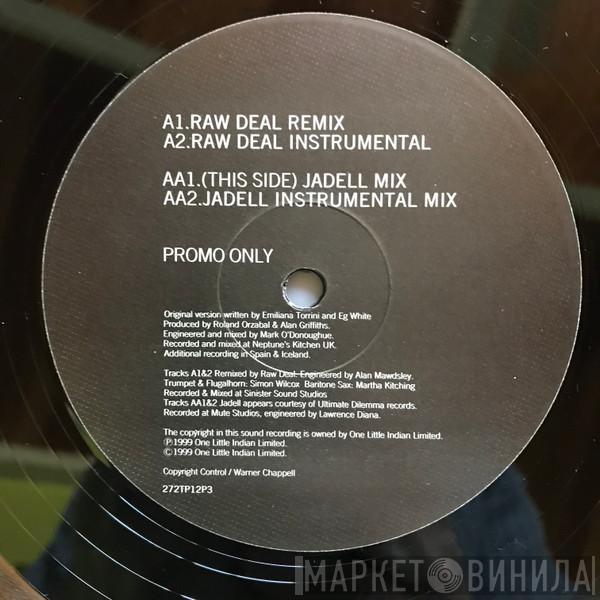 A1.RAW DEAL REMIX
A2.RAW DEAL INSTRUMENTAL
AA1.(THIS SIDE) JADELL MIX
AA2.JADELL INSTRUMENTAL MIX
PROMO ONLY
Original version written by Emiliana Torrini and Eg White
Produced by Roland Orzabal & Alan Griffiths.
Engineered and mixed by Mark O'Donoughue.
Recorded and mixed at Neptune's Kitchen UK.
Additional recording in Spain & Iceland.
Tracks A1&2 Remixed by Raw Deal. Engineered by Alan Mawdsley.
Trumpet & Flugalhorn: Simon Wilcox Baritone Sax: Martha Kitching
Recorded & Mixed at Sinister Sound Studios
Tracks AA1&2 Jadell appears courtesy of Ultimate Dilemma records.
Recorded at Mute Studios, engineered by Lawrence Diana.
The copyright in this sound recording is owned by One Little Indian Limited.
℗1999 One Little Indian Limited.
©1999 One Little Indian Limited.
Copyright Control / Warner Chappell
272TP12P3
МАРКЕТ ВИНИЛА